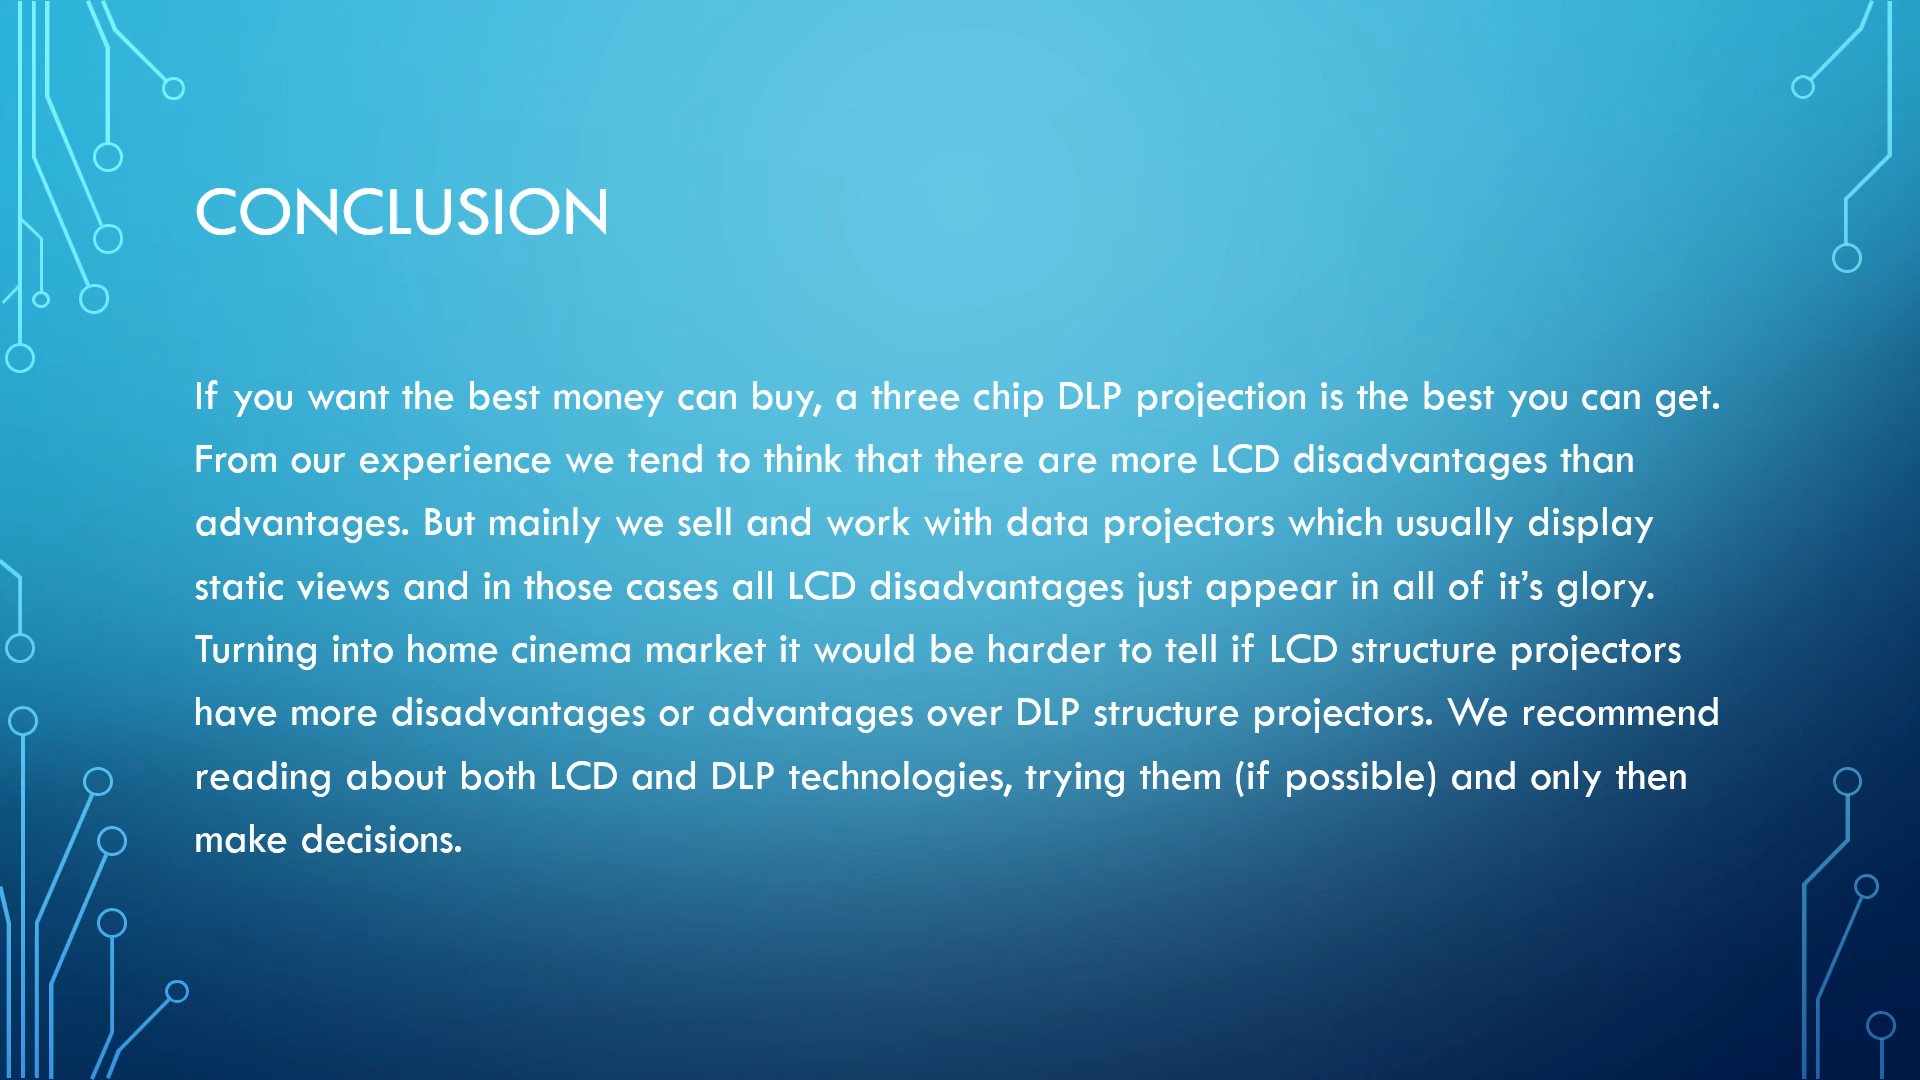 CONCLUSION
If you want the best money can buy, a three chip DLP projection is the best you can get.
From our experience we tend to think that there are more LCD disadvantages than
advantages. But mainly we sell and work with data projectors which usually display
static views and in those cases all LCD disadvantages just appear in all of it’s glory.
Turning into home cinema market it would be harder to tell if LCD structure projectors
have more disadvantages or advantages over DLP structure projectors. We recommend
reading about both LCD and DLP technologies, trying them (if possible) and only then
make decisions.